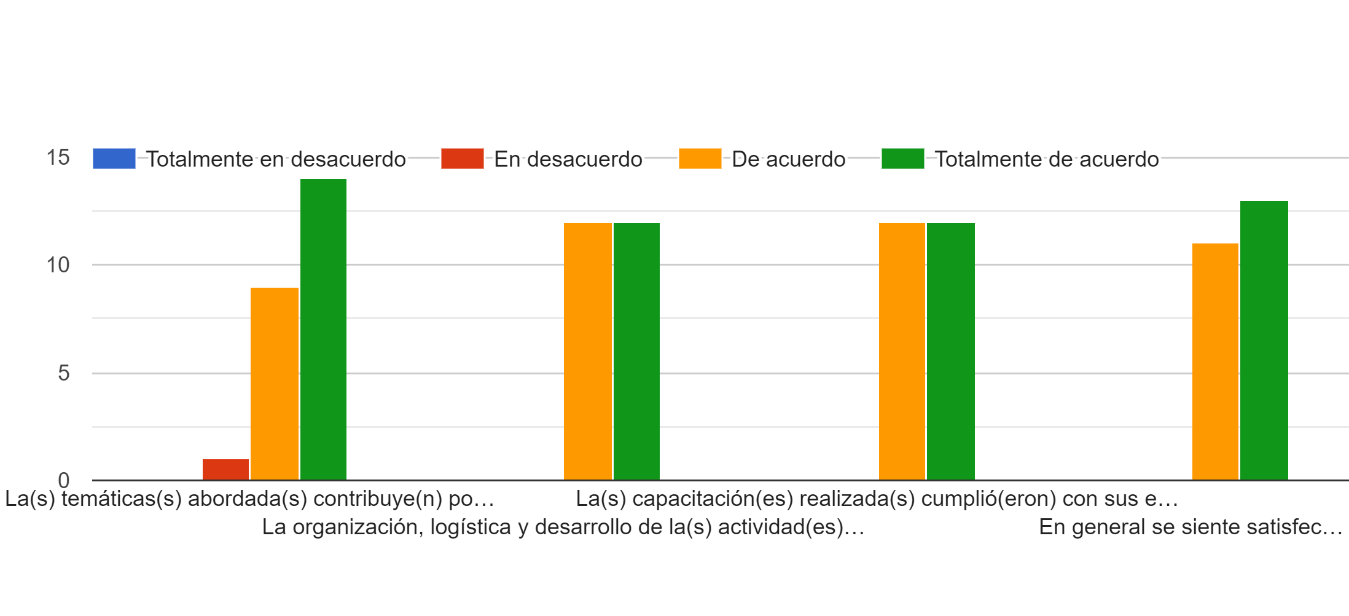 15
Totalmente en desacuerdo
En desacuerdo
De acuerdo
Totalmente de acuerdo
10
5
0
La(s) temáticas(s) abordada(s) contribuye(n) po…
La(s) capacitación(es) realizada(s) cumplió(eron) con sus e…
La organización, logística y desarrollo de la(s) actividad(es)…
En general se siente satisfec…